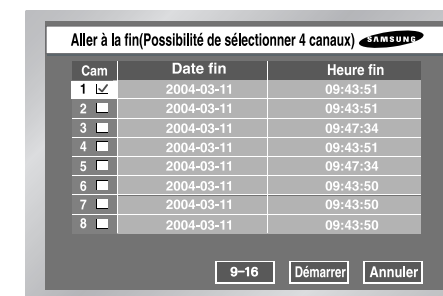 Aller à la fin(Possibilité de sélectionner 4 canaux) SAMSUNG
Cam Date fin Heure fin
1 2004-03-11 09:43:51
2 2004-03-11 09:43:51
3 2004-03-11 09:47:34
4 2004-03-11 09:43:51
5 2004-03-11 09:47:34
6 2004-03-11 09:43:50
7 2004-03-11 09:43:50
8 2004-03-11 09:43:50
9-16 Démarrer Annuler